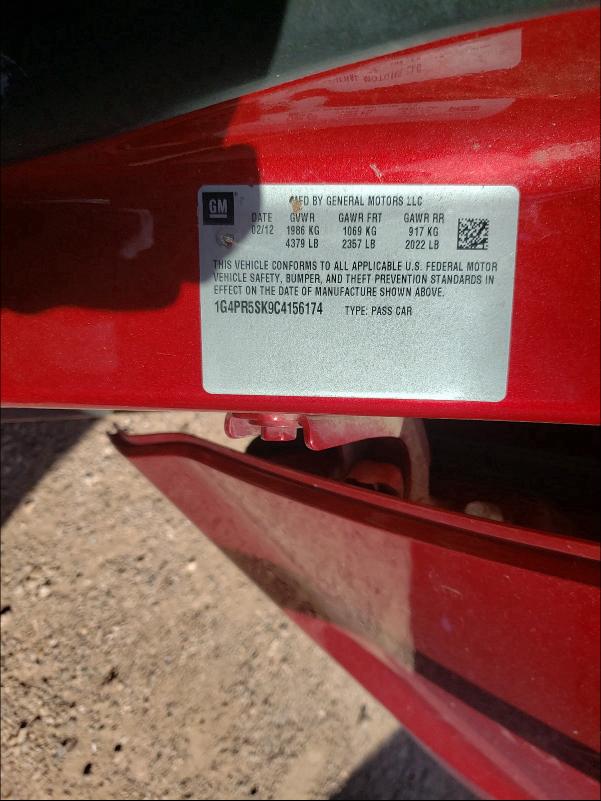 GM
MFD BY GENERAL MOTORS LLC
DATE GVWR GAWR FRT GAWR RR
02/12 1986 KG 1069 KG 917 KG
4379 LB 2357 LB 2022 LB
THIS VEHICLE CONFORMS TO ALL APPLICABLE U.S. FEDERAL MOTOR
VEHICLE SAFETY, BUMPER, AND THEFT PREVENTION STANDARDS IN
EFFECT ON THE DATE OF MANUFACTURE SHOWN ABOVE.
1G4PR5SK9C4156174 TYPE: PASS CAR